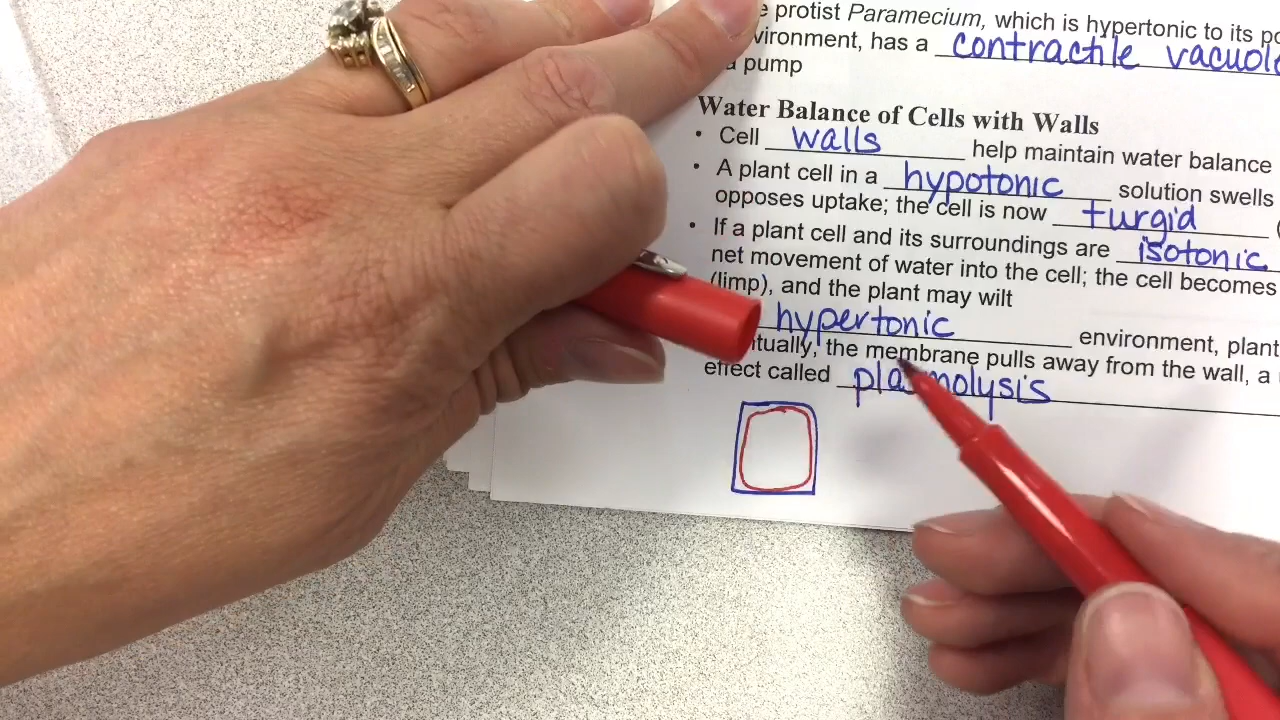 e protist Paramecium, which is hypertonic to its po
vironment, has a contractile vacuole
a pump
Water Balance of Cells with Walls
• Cell walls help maintain water balance
• A plant cell in a hypotonic solution swells
opposes uptake; the cell is now turgid (
• If a plant cell and its surroundings are isotonic
net movement of water into the cell; the cell becomes
(limp), and the plant may wilt
hypertonic environment, plant
tually, the membrane pulls away from the wall, a
effect called plasmolysis